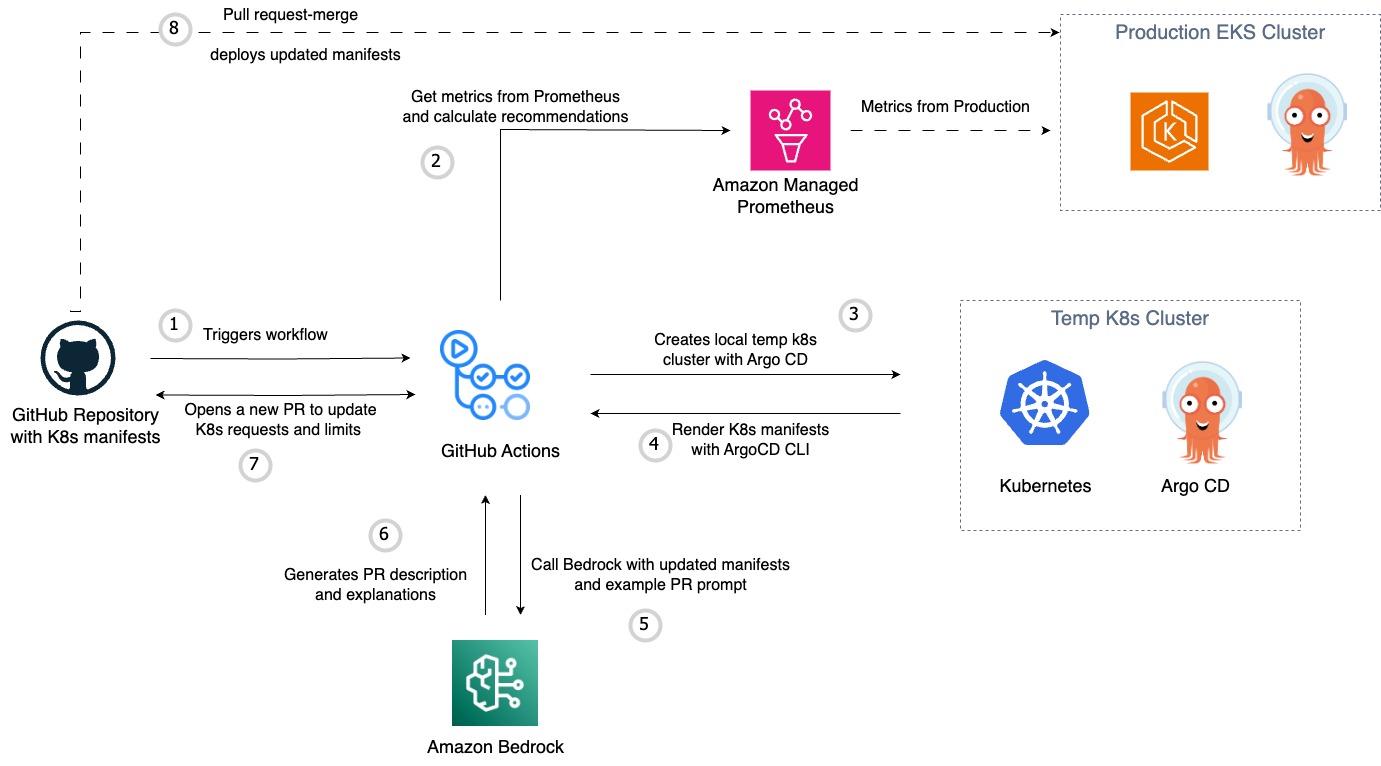 8
Pull request-merge
deploys updated manifests
Production EKS Cluster
K
Get metrics from Prometheus
and calculate recommendations
2
Metrics from Production
Amazon Managed
Prometheus
1
Triggers workflow
GitHub Repository
with K8s manifests
Opens a new PR to update
K8s requests and limits
7
GitHub Actions
3
Creates local temp k8s
cluster with Argo CD
4
Render K8s manifests
with ArgoCD CLI
Temp K8s Cluster
Kubernetes
Argo CD
6
Generates PR description
and explanations
Call Bedrock with updated manifests
and example PR prompt
5
Amazon Bedrock